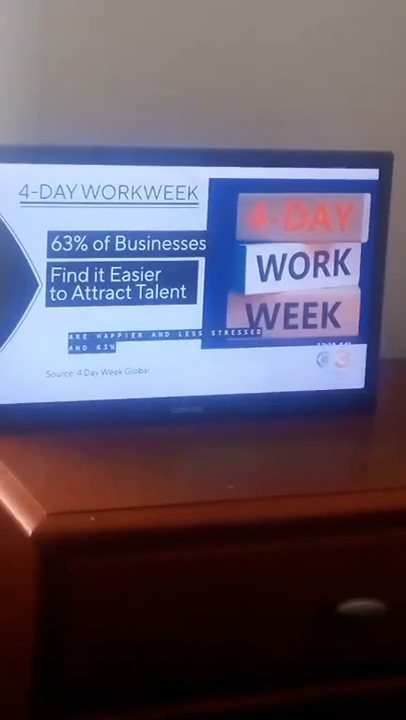 4-DAY WORKWEEK
63% of Businesses
Find it Easier
to Attract Talent
4-DAY
WORK
WEEK
ARE HAPPIER AND LESS STRESSED
AND 63%
3
Source: 4 Day Week Global